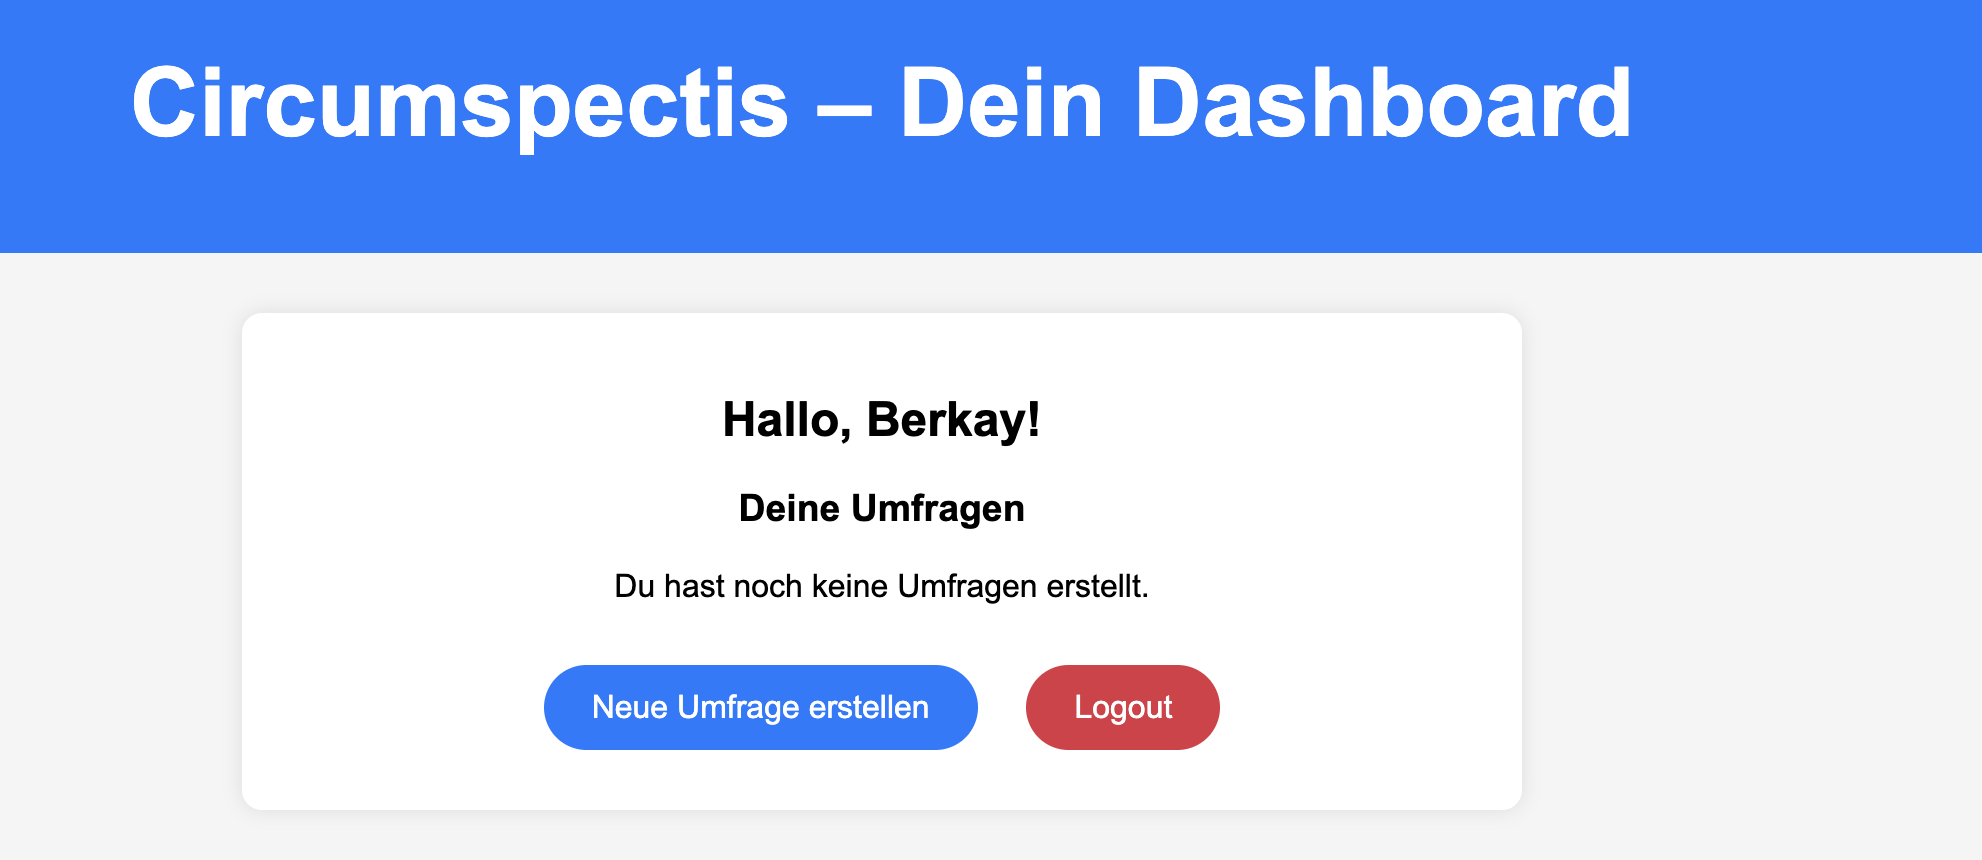 Circumspectis – Dein Dashboard
Hallo, Berkay!
Deine Umfragen
Du hast noch keine Umfragen erstellt.
Neue Umfrage erstellen
Logout